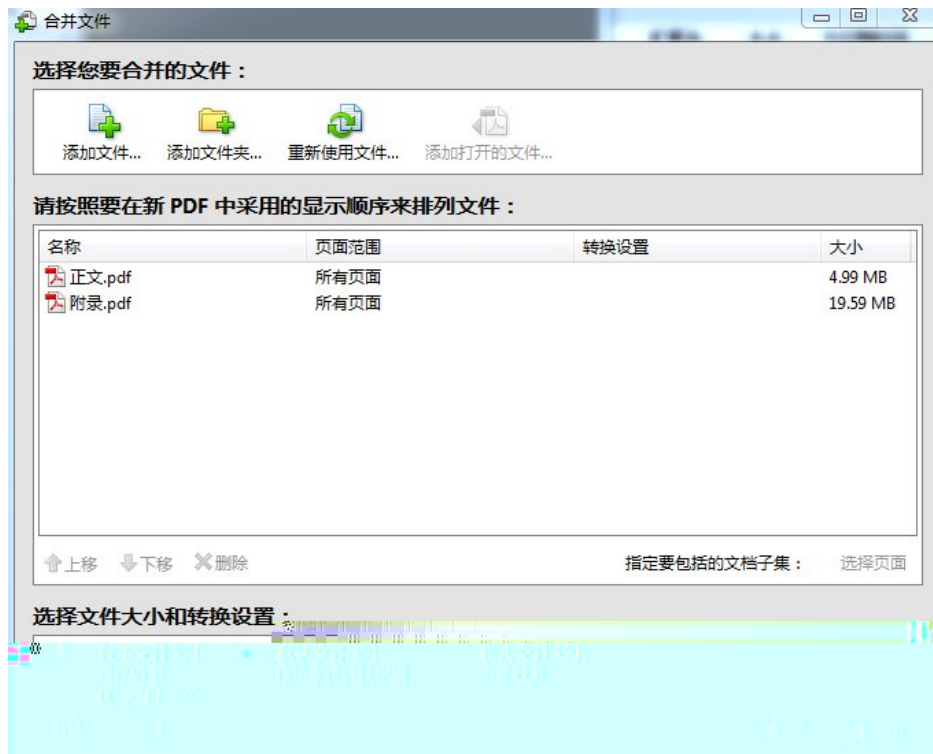 合并文件
选择您要合并的文件：
添加文件... 添加文件夹... 重新使用文件... 添加打开的文件...
请按照要在新 PDF 中采用的显示顺序来排列文件：
名称 页面范围 转换设置 大小
正文.pdf 所有页面 4.99 MB
附录.pdf 所有页面 19.59 MB
上移 下移 删除 指定要包括的文档子集： 选择页面
选择文件大小和转换设置：